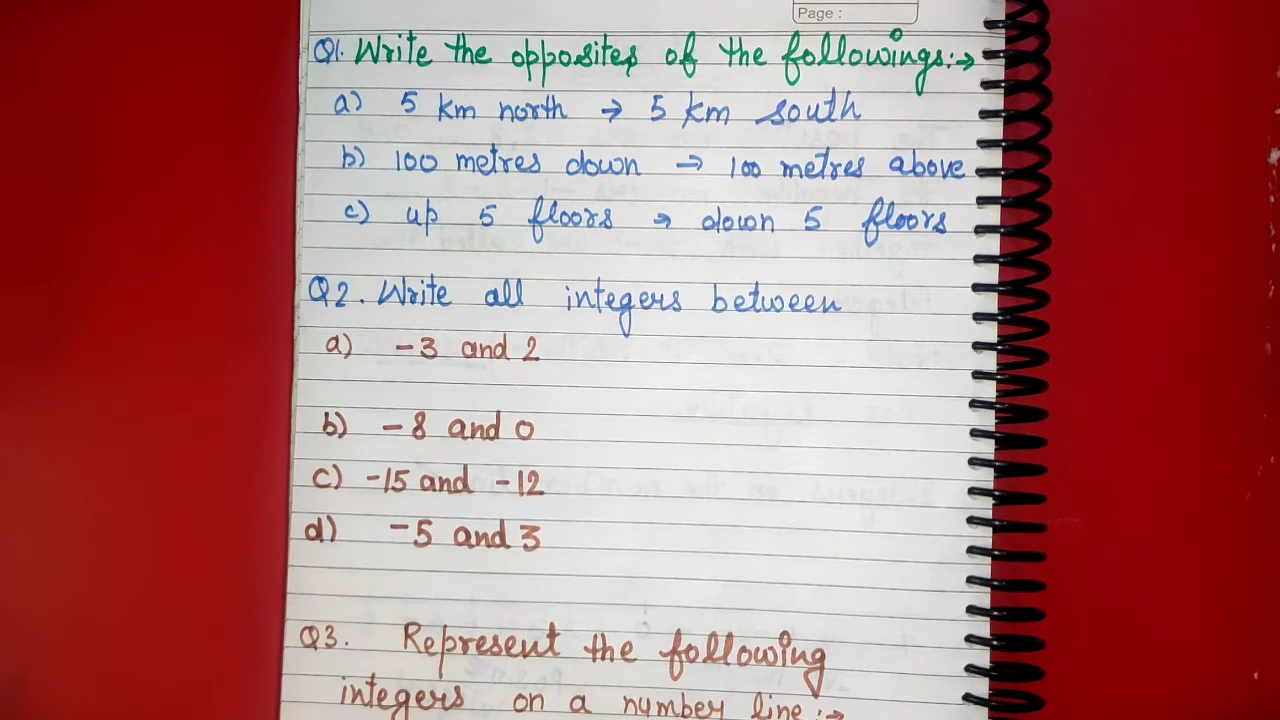 Page :
Q1. Write the opposites of the followings:→
a) 5 km north → 5 km south
b) 100 metres down → 100 metres above
c) up 5 floors → down 5 floors
Q2. Write all integers between
a) -3 and 2
b) -8 and 0
c) -15 and -12
d) -5 and 3
Q3. Represent the following
integers on a number line:→